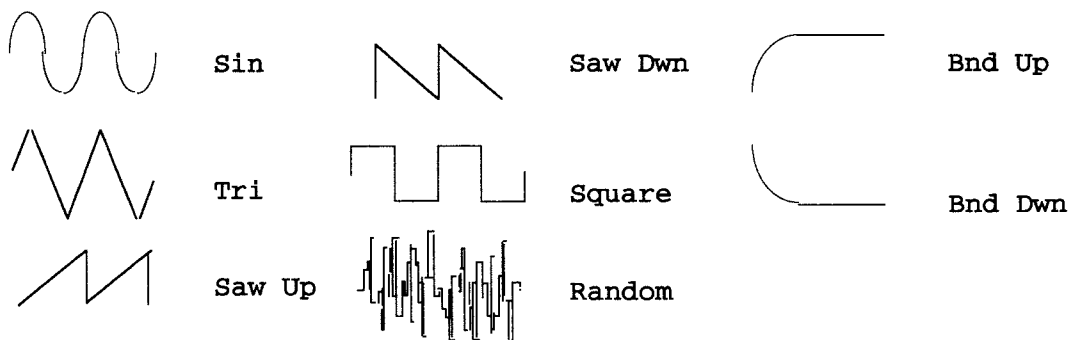 Sin
Saw Dwn
Bnd Up
Tri
Square
Bnd Dwn
Saw Up
Random